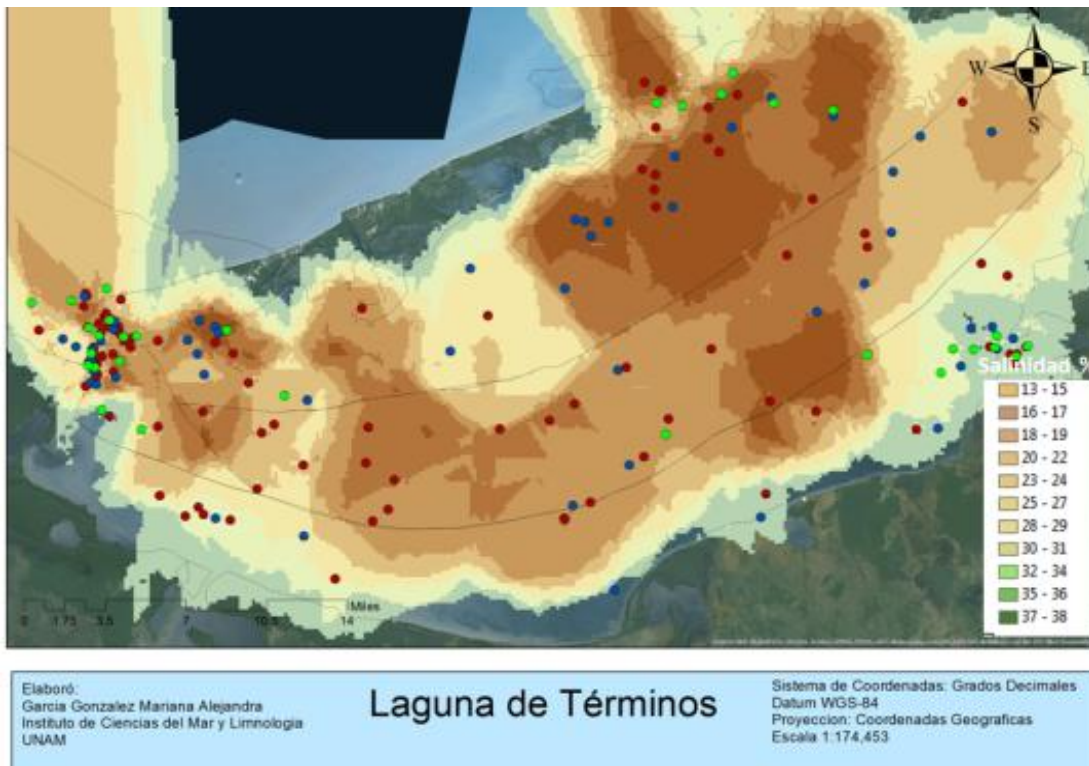 N
W
E
S
Salinidad %
13 - 15
16 - 17
18 - 19
20 - 22
23 - 24
25 - 27
28 - 29
30 - 31
32 - 34
35 - 36
37 - 38
Miles
0 1.75 3.5 7 10.5 14
Elaboró:
Garcia Gonzalez Mariana Alejandra
Instituto de Ciencias del Mar y Limnologia
UNAM
Laguna de Términos
Sistema de Coordenadas: Grados Decimales
Datum WGS-84
Proyeccion: Coordenadas Geograficas
Escala 1:174,453